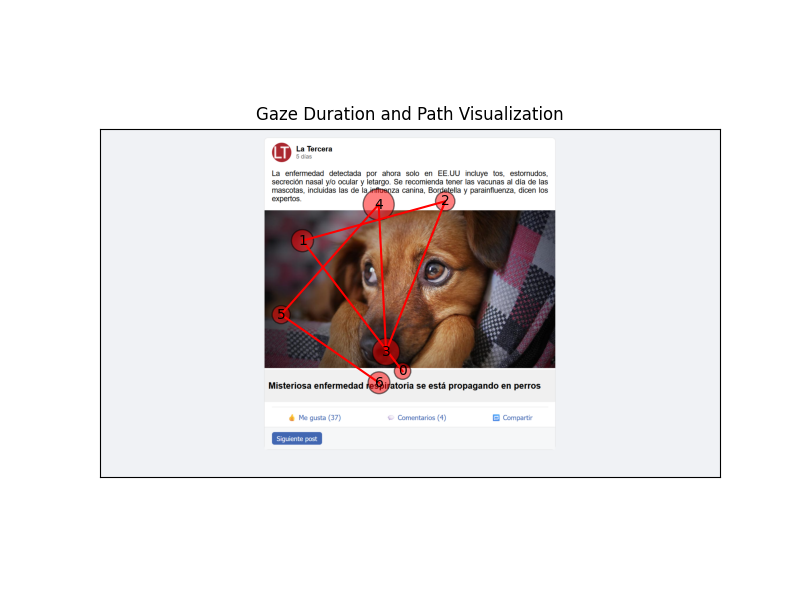 Gaze Duration and Path Visualization
LT La Tercera
5 días
La enfermedad detectada por ahora solo en EE.UU incluye tos, estornudos,
secreción nasal y/o ocular y letargo. Se recomienda tener las vacunas al día de las
mascotas, incluidas las de la influenza canina, Bordetella y parainfluenza, dicen los
expertos.
4
2
1
5
3
0
6
Misteriosa enfermedad respiratoria se está propagando en perros
Me gusta (37) Comentarios (4) Compartir
Siguiente post